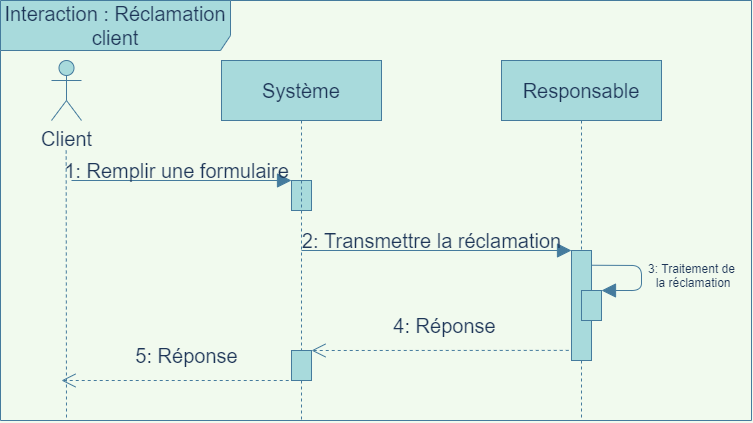 Interaction : Réclamation
client
Client
Système
Responsable
1: Remplir une formulaire
2: Transmettre la réclamation
3: Traitement de
la réclamation
4: Réponse
5: Réponse